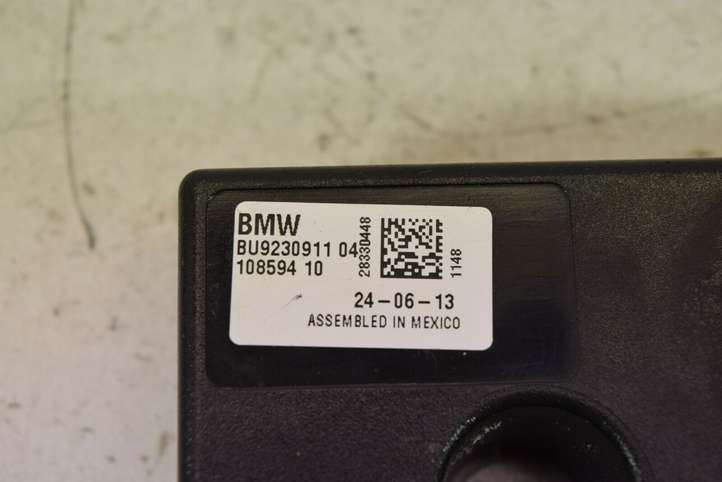 BMW
BU9230911 04
108594 10
28330448
1148
24-06-13
ASSEMBLED IN MEXICO